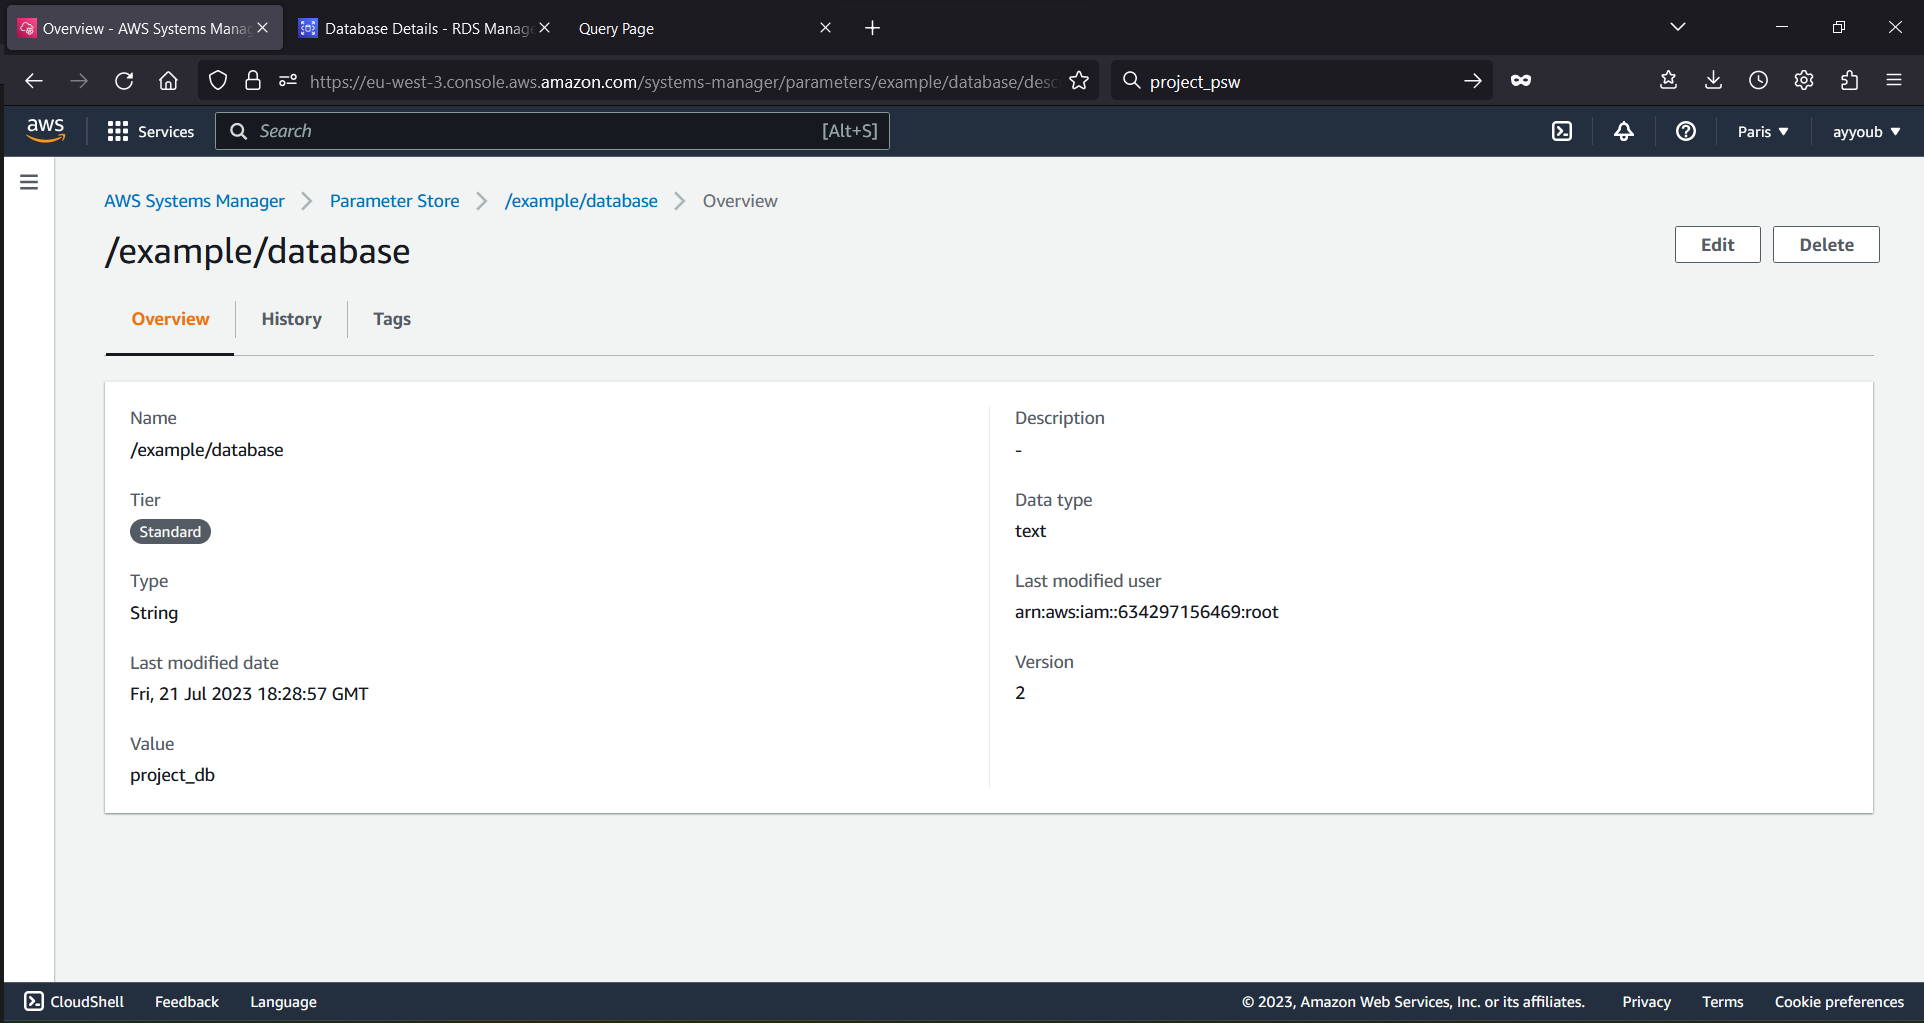 Overview - AWS Systems Manag
Database Details - RDS Manage
Query Page
https://eu-west-3.console.aws.amazon.com/systems-manager/parameters/example/database/desc
project_psw
aws
Services
Search
[Alt+S]
Paris
ayyoub
AWS Systems Manager
Parameter Store
/example/database
Overview
/example/database
Edit
Delete
Overview
History
Tags
Name
/example/database
Tier
Standard
Type
String
Last modified date
Fri, 21 Jul 2023 18:28:57 GMT
Value
project_db
Description
-
Data type
text
Last modified user
arn:aws:iam::634297156469:root
Version
2
CloudShell
Feedback
Language
© 2023, Amazon Web Services, Inc. or its affiliates.
Privacy
Terms
Cookie preferences